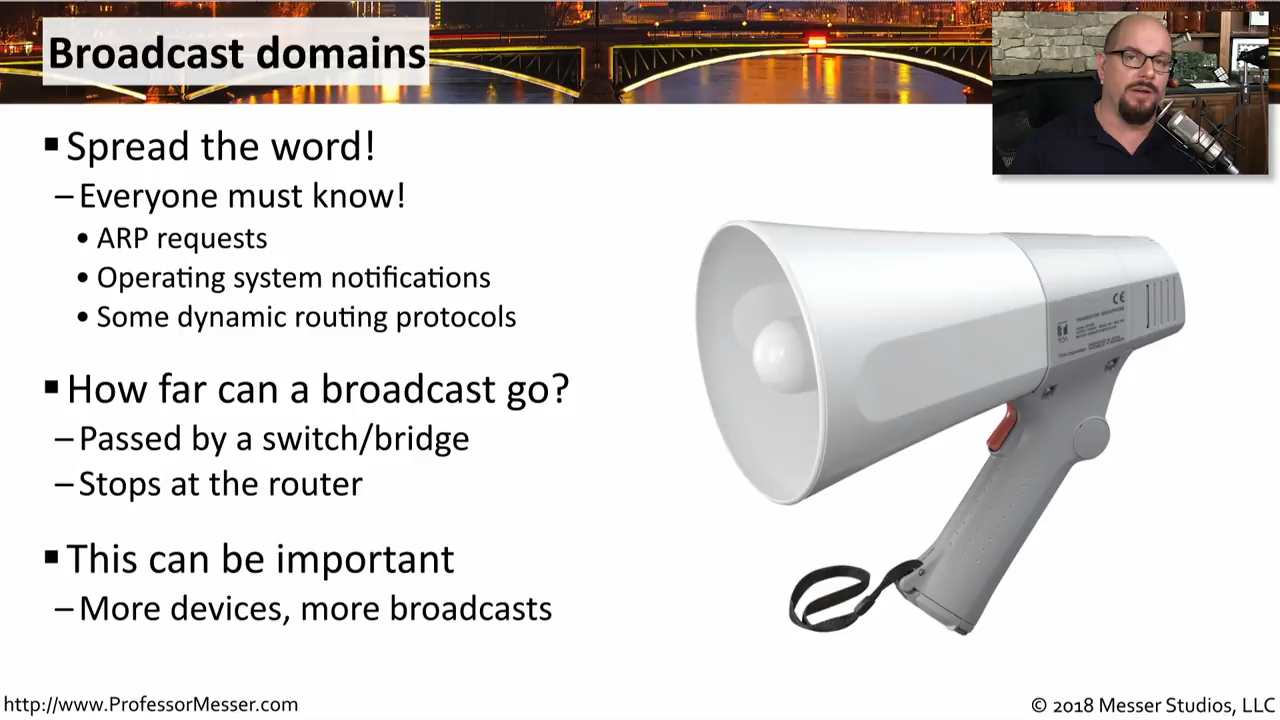 Broadcast domains
▪ Spread the word!
– Everyone must know!
• ARP requests
• Operating system notifications
• Some dynamic routing protocols
▪ How far can a broadcast go?
– Passed by a switch/bridge
– Stops at the router
▪ This can be important
– More devices, more broadcasts
CE
TOA
http://www.ProfessorMesser.com
© 2018 Messer Studios, LLC